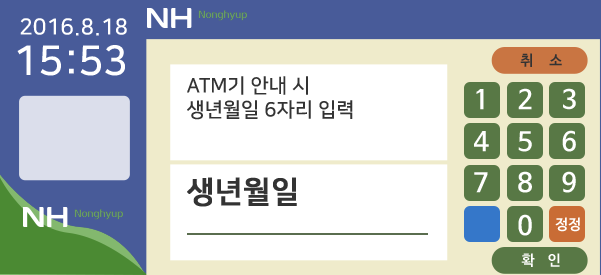 2016.8.18
15:53
NH Nonghyup
NH Nonghyup
ATM기 안내 시
생년월일 6자리 입력
생년월일
취 소
1 2 3
4 5 6
7 8 9
0 정정
확 인